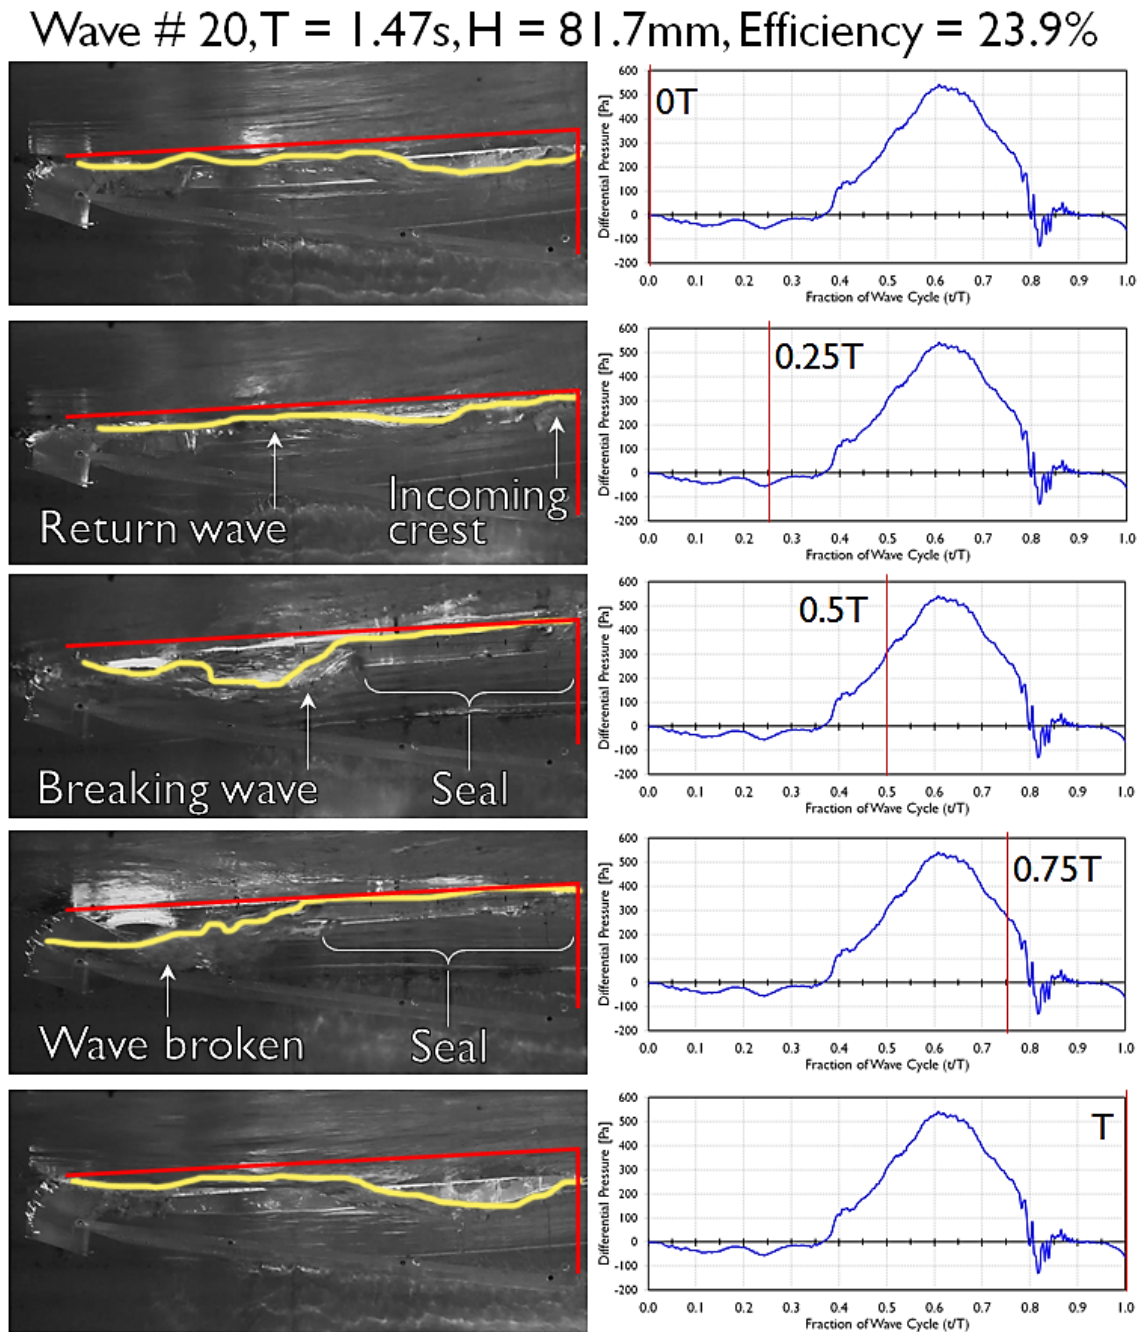 Wave # 20, T = 1.47s, H = 81.7mm, Efficiency = 23.9%
600
500
400
300
200
100
0
-100
-200
Differential Pressure [Pa]
0T
0.0 0.1 0.2 0.3 0.4 0.5 0.6 0.7 0.8 0.9 1.0
Fraction of Wave Cycle (t/T)
Return wave
Incoming
crest
600
500
400
300
200
100
0
-100
-200
Differential Pressure [Pa]
0.25T
0.0 0.1 0.2 0.3 0.4 0.5 0.6 0.7 0.8 0.9 1.0
Fraction of Wave Cycle (t/T)
Breaking wave
Seal
600
500
400
300
200
100
0
-100
-200
Differential Pressure [Pa]
0.5T
0.0 0.1 0.2 0.3 0.4 0.5 0.6 0.7 0.8 0.9 1.0
Fraction of Wave Cycle (t/T)
Wave broken
Seal
600
500
400
300
200
100
0
-100
-200
Differential Pressure [Pa]
0.75T
0.0 0.1 0.2 0.3 0.4 0.5 0.6 0.7 0.8 0.9 1.0
Fraction of Wave Cycle (t/T)
600
500
400
300
200
100
0
-100
-200
Differential Pressure [Pa]
T
0.0 0.1 0.2 0.3 0.4 0.5 0.6 0.7 0.8 0.9 1.0
Fraction of Wave Cycle (t/T)